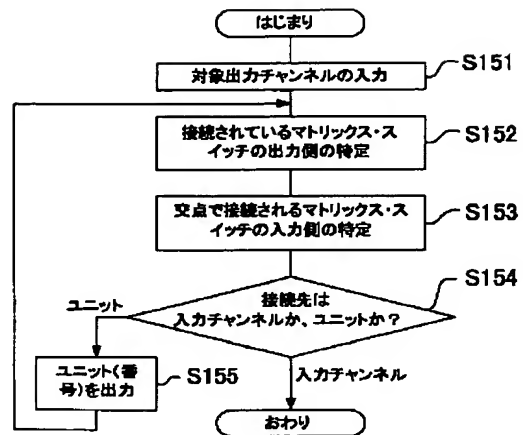 はじまり
対象出力チャンネルの入力
S151
接続されているマトリックス・ス
イッチの出力側の特定
S152
交点で接続されるマトリックス・ス
イッチの入力側の特定
S153
接続先は
入力チャンネルか、ユニットか?
S154
ユニット
ユニット(番
号)を出力
S155
入力チャンネル
おわり